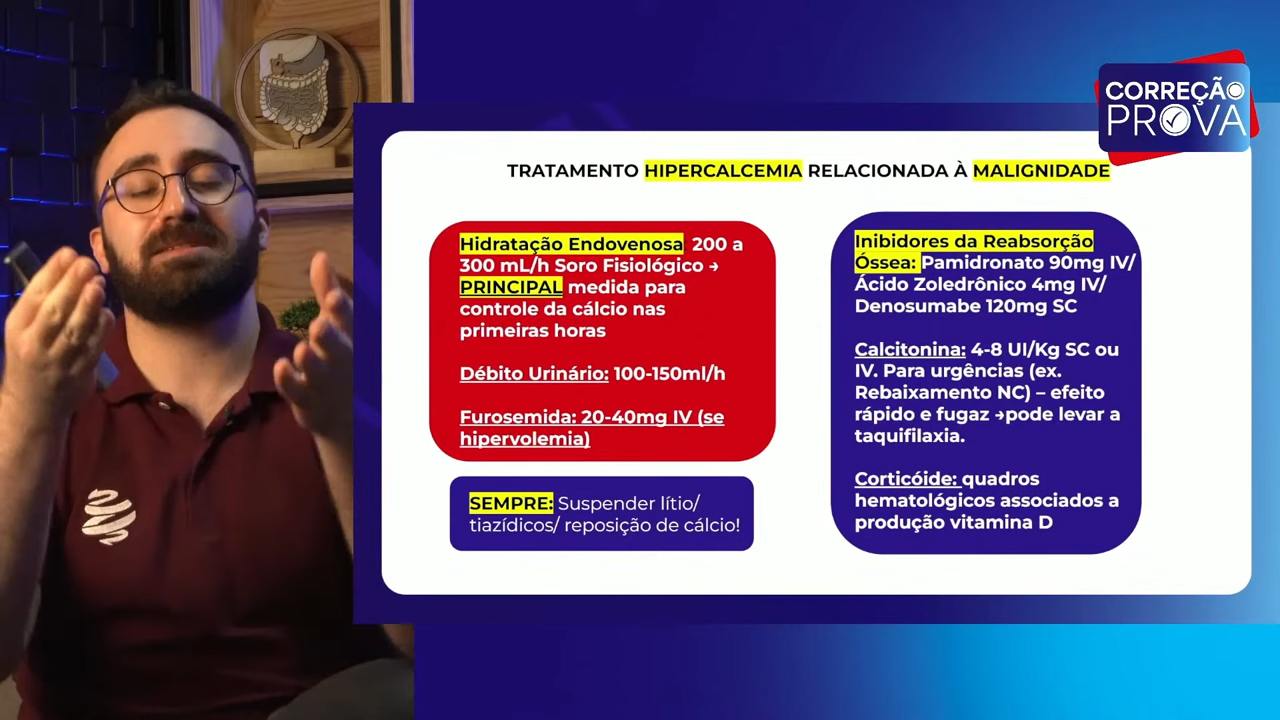 CORREÇÃO
PROVA
TRATAMENTO HIPERCALCEMIA RELACIONADA À MALIGNIDADE
Hidratação Endovenosa 200 a
300 mL/h Soro Fisiológico →
PRINCIPAL medida para
controle da cálcio nas
primeiras horas
Débito Urinário: 100-150ml/h
Furosemida: 20-40mg IV (se
hipervolemia)
SEMPRE: Suspender lítio/
tiazídicos/ reposição de cálcio!
Inibidores da Reabsorção
Óssea: Pamidronato 90mg IV/
Ácido Zoledrônico 4mg IV/
Denosumabe 120mg SC
Calcitonina: 4-8 UI/Kg SC ou
IV. Para urgências (ex.
Rebaixamento NC) – efeito
rápido e fugaz →pode levar a
taquifilaxia.
Corticóide: quadros
hematológicos associados a
produção vitamina D